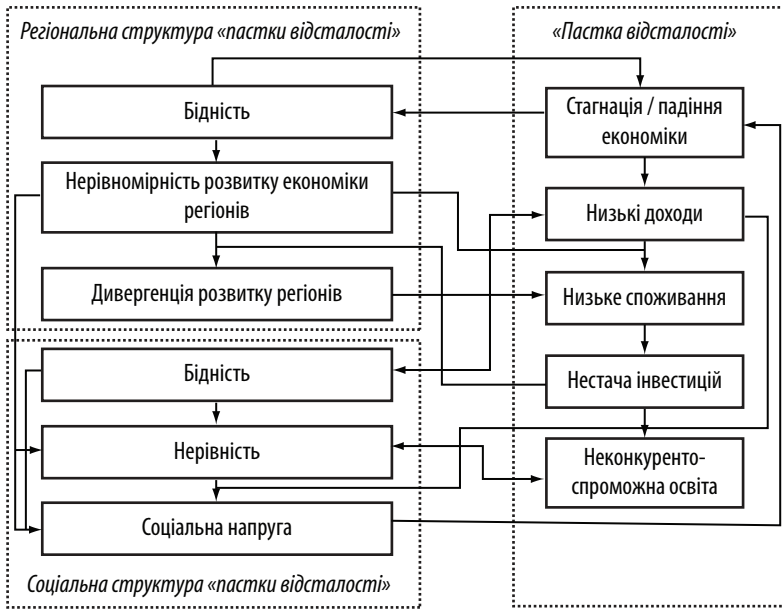 Регіональна структура «пастки відсталості»
Бідність
Нерівномірність розвитку економіки
регіонів
Дивергенція розвитку регіонів
Бідність
Нерівність
Соціальна напруга
Соціальна структура «пастки відсталості»
«Пастка відсталості»
Стагнація / падіння
економіки
Низькі доходи
Низьке споживання
Нестача інвестицій
Неконкуренто-
спроможна освіта